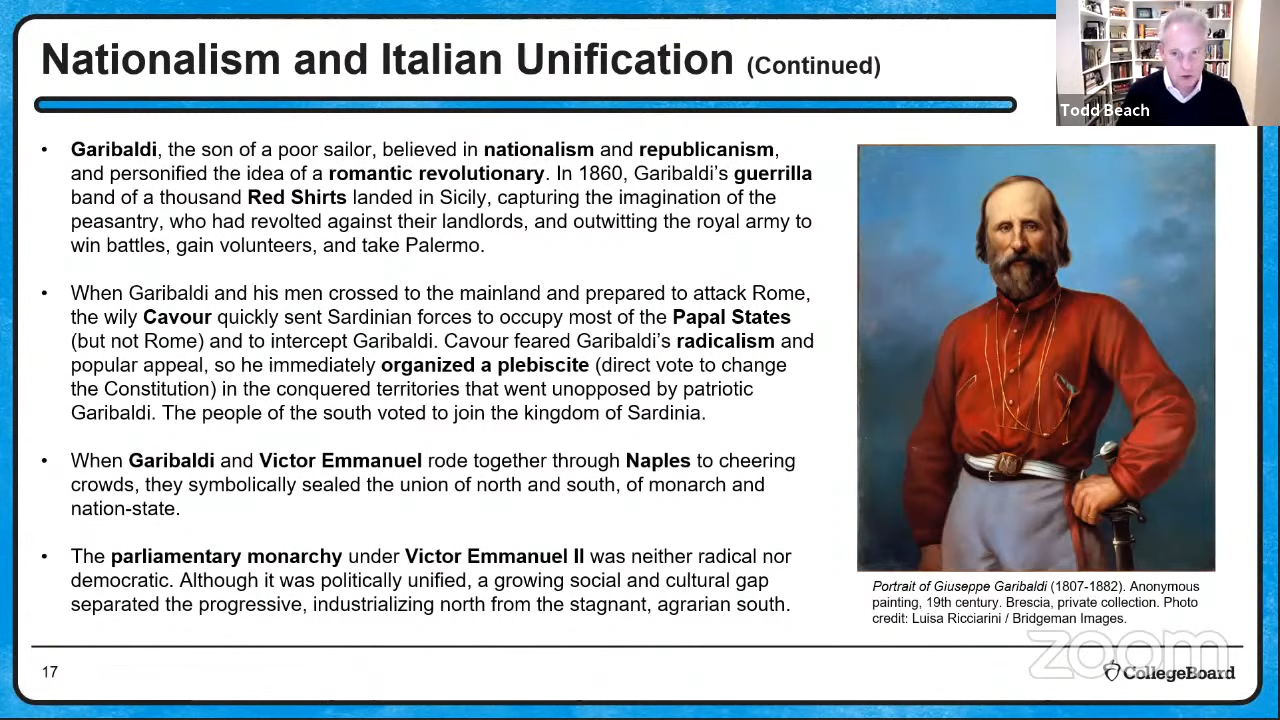 Nationalism and Italian Unification (Continued)
Todd Beach
• Garibaldi, the son of a poor sailor, believed in nationalism and republicanism,
and personified the idea of a romantic revolutionary. In 1860, Garibaldi's guerrilla
band of a thousand Red Shirts landed in Sicily, capturing the imagination of the
peasantry, who had revolted against their landlords, and outwitting the royal army to
win battles, gain volunteers, and take Palermo.
• When Garibaldi and his men crossed to the mainland and prepared to attack Rome,
the wily Cavour quickly sent Sardinian forces to occupy most of the Papal States
(but not Rome) and to intercept Garibaldi. Cavour feared Garibaldi's radicalism and
popular appeal, so he immediately organized a plebiscite (direct vote to change
the Constitution) in the conquered territories that went unopposed by patriotic
Garibaldi. The people of the south voted to join the kingdom of Sardinia.
• When Garibaldi and Victor Emmanuel rode together through Naples to cheering
crowds, they symbolically sealed the union of north and south, of monarch and
nation-state.
• The parliamentary monarchy under Victor Emmanuel II was neither radical nor
democratic. Although it was politically unified, a growing social and cultural gap
separated the progressive, industrializing north from the stagnant, agrarian south.
Portrait of Giuseppe Garibaldi (1807-1882). Anonymous
painting, 19th century. Brescia, private collection. Photo
credit: Luisa Ricciarini / Bridgeman Images.
17
zoom
CollegeBoard